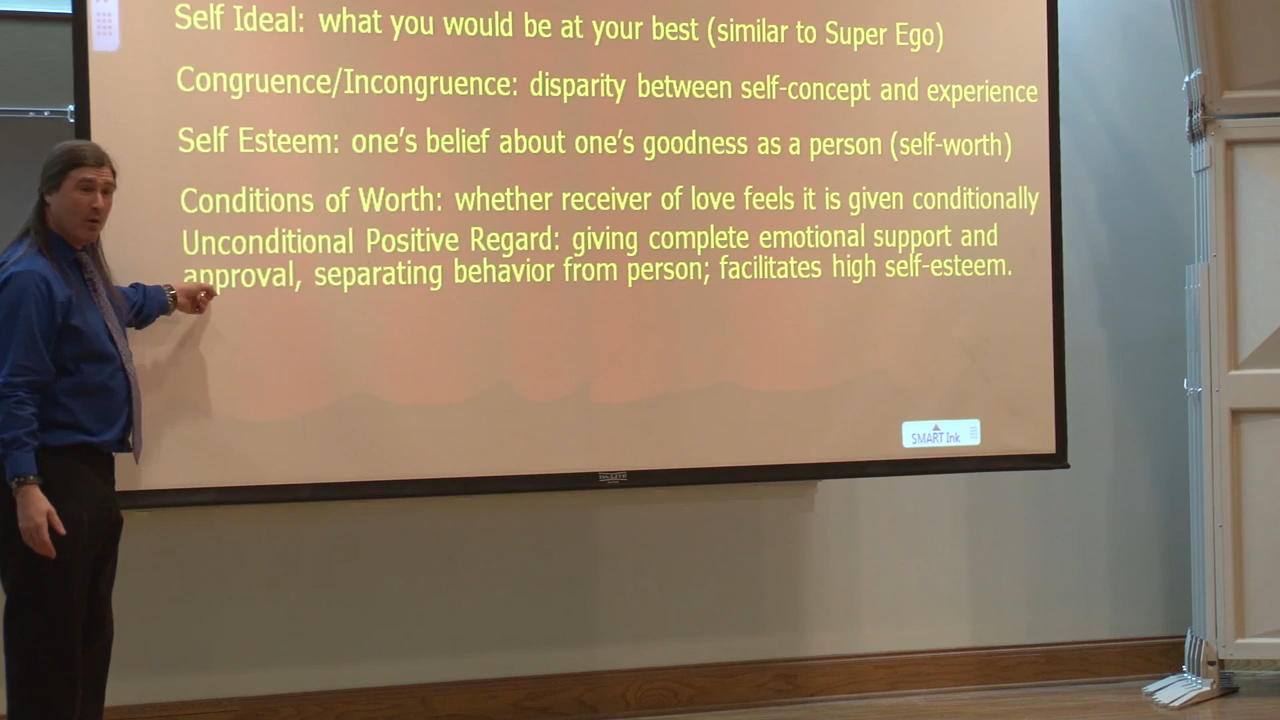 Self Ideal: what you would be at your best (similar to Super Ego)
Congruence/Incongruence: disparity between self-concept and experience
Self Esteem: one’s belief about one’s goodness as a person (self-worth)
Conditions of Worth: whether receiver of love feels it is given conditionally
Unconditional Positive Regard: giving complete emotional support and
approval, separating behavior from person; facilitates high self-esteem.
SMART Ink
DA-LITE